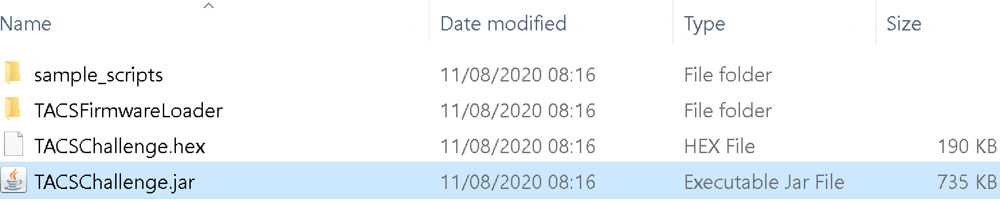 Name Date modified Type Size
sample_scripts 11/08/2020 08:16 File folder
TACSFirmwareLoader 11/08/2020 08:16 File folder
TACSChallenge.hex 11/08/2020 08:16 HEX File 190 KB
TACSChallenge.jar 11/08/2020 08:16 Executable Jar File 735 KB